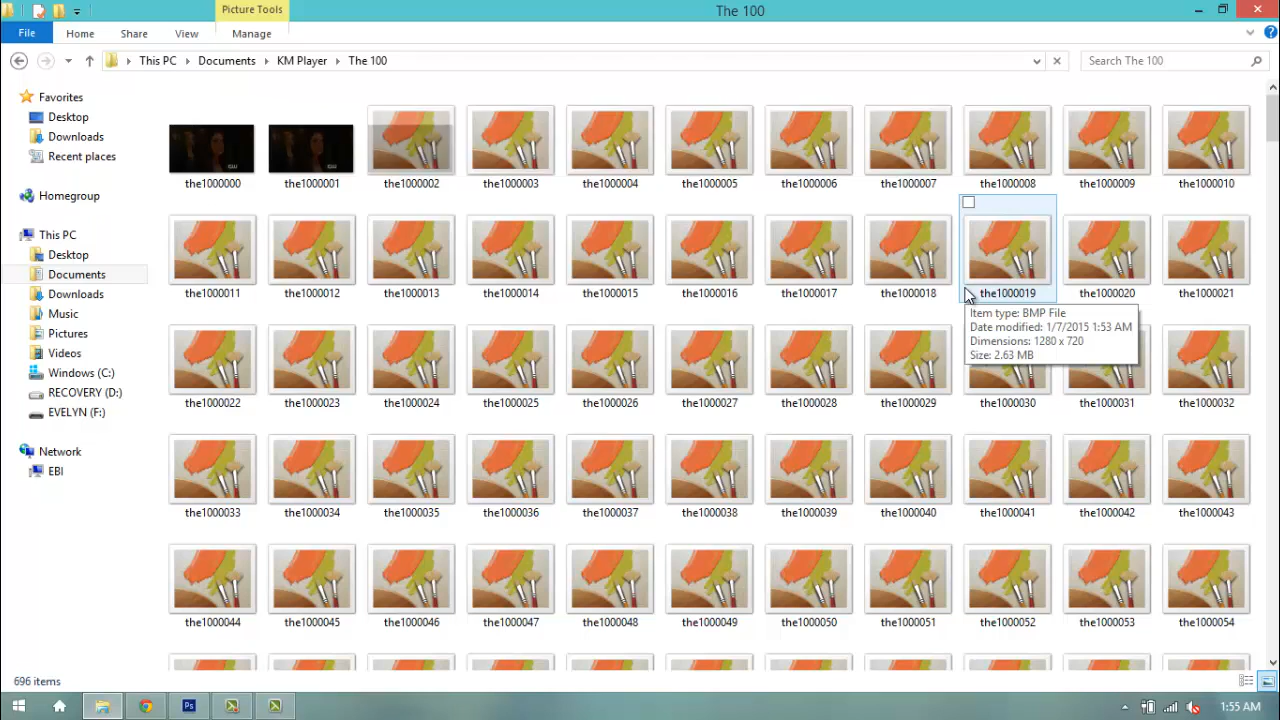 Picture Tools
The 100
File
Home
Share
View
Manage
This PC
Documents
KM Player
The 100
Search The 100
Favorites
Desktop
Downloads
Recent places
Homegroup
This PC
Desktop
Documents
Downloads
Music
Pictures
Videos
Windows (C:)
RECOVERY (D:)
EVELYN (F:)
Network
EBI
the1000000 the1000001 the1000002 the1000003 the1000004 the1000005 the1000006 the1000007 the1000008 the1000009 the1000010
the1000011 the1000012 the1000013 the1000014 the1000015 the1000016 the1000017 the1000018 the1000019 the1000020 the1000021
Item type: BMP File
Date modified: 1/7/2015 1:53 AM
Dimensions: 1280 x 720
Size: 2.63 MB
the1000022 the1000023 the1000024 the1000025 the1000026 the1000027 the1000028 the1000029 the1000030 the1000031 the1000032
the1000033 the1000034 the1000035 the1000036 the1000037 the1000038 the1000039 the1000040 the1000041 the1000042 the1000043
the1000044 the1000045 the1000046 the1000047 the1000048 the1000049 the1000050 the1000051 the1000052 the1000053 the1000054
696 items
Ps
1:55 AM